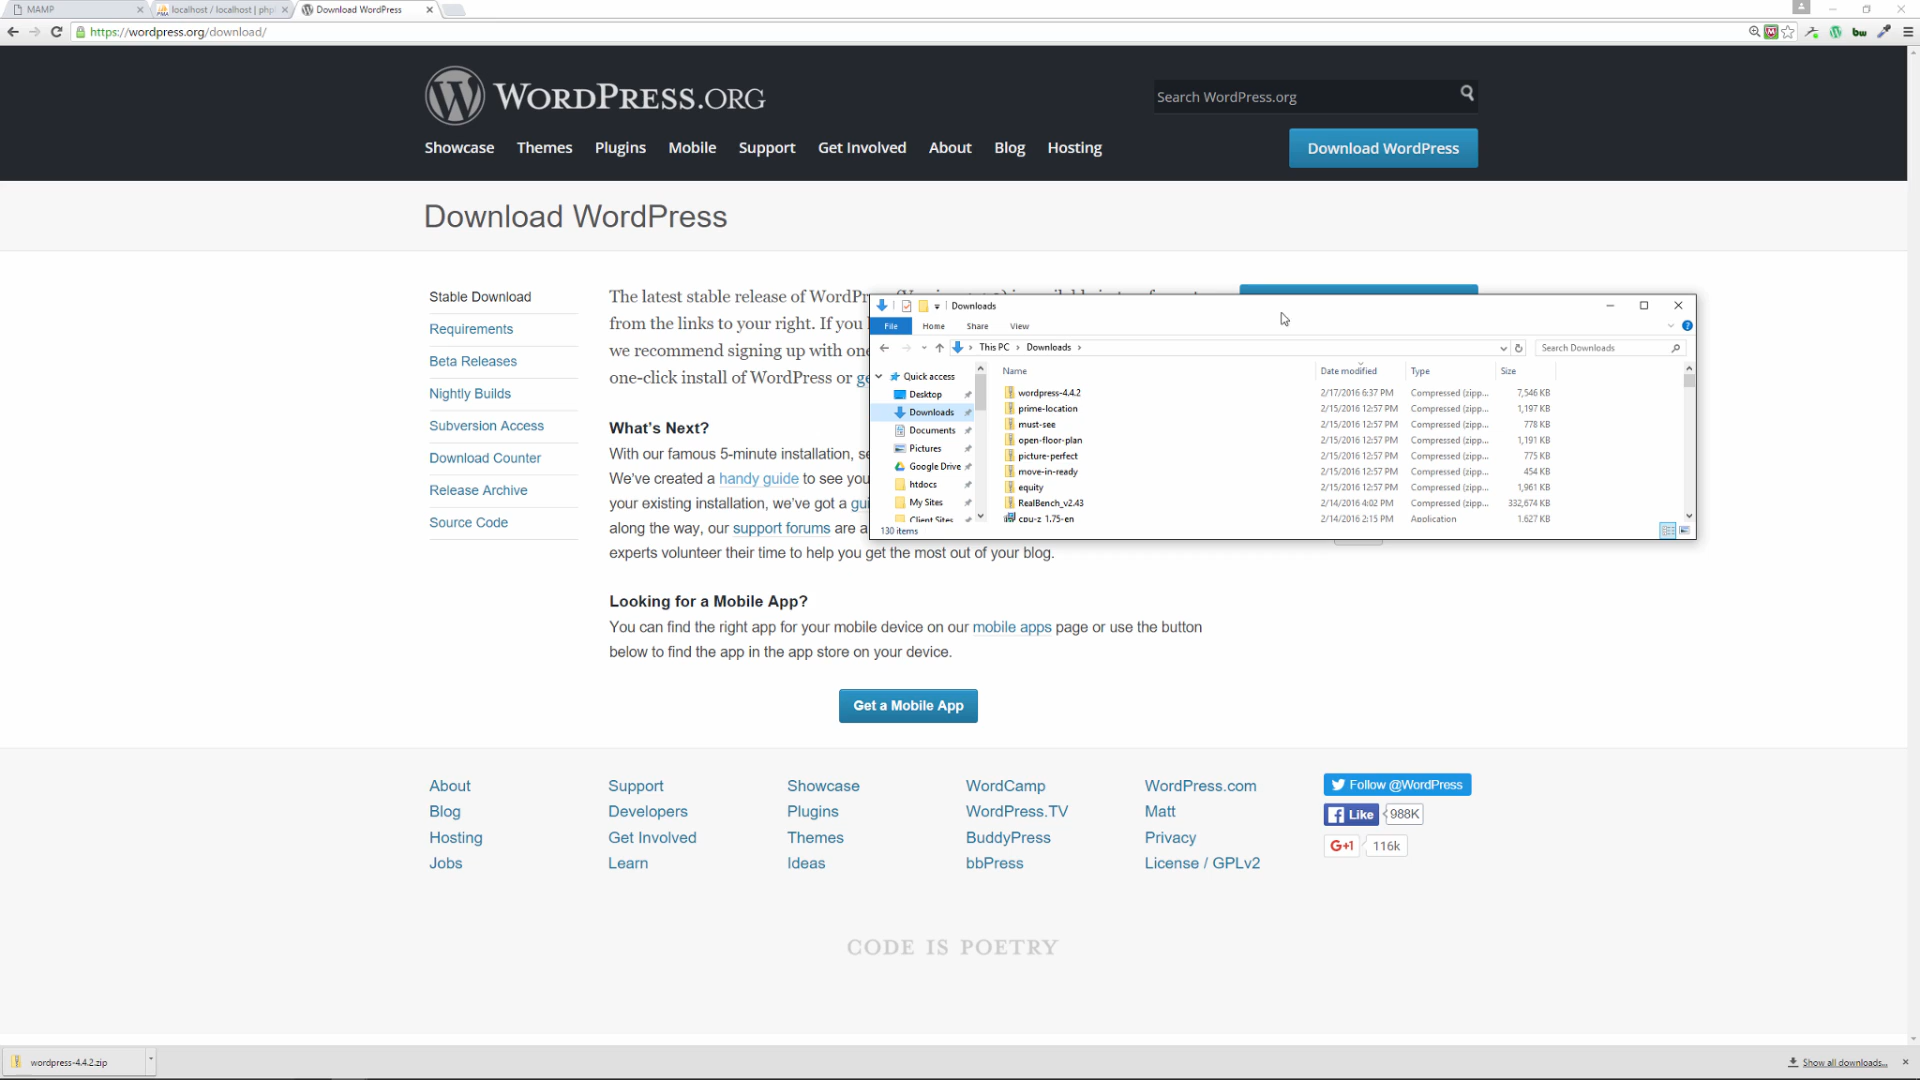 MAMP
localhost / localhost | php
Download WordPress
https://wordpress.org/download/
bw
WORDPRESS.ORG
Search WordPress.org
Showcase
Themes
Plugins
Mobile
Support
Get Involved
About
Blog
Hosting
Download WordPress
Download WordPress
Stable Download
Requirements
Beta Releases
Nightly Builds
Subversion Access
Download Counter
Release Archive
Source Code
The latest stable release of WordPr
from the links to your right. If you
we recommend signing up with one
one-click install of WordPress or ge
What's Next?
With our famous 5-minute installation, se
We've created a handy guide to see you
your existing installation, we've got a gui
along the way, our support forums are a
experts volunteer their time to help you get the most out of your blog.
Looking for a Mobile App?
You can find the right app for your mobile device on our mobile apps page or use the button
below to find the app in the app store on your device.
Get a Mobile App
Downloads
File Home Share View
This PC > Downloads >
Search Downloads
Quick access
Desktop
Downloads
Documents
Pictures
Google Drive
htdocs
My Sites
Client Sites
Name Date modified Type Size
wordpress-4.4.2 2/17/2016 6:37 PM Compressed (zipp... 7,546 KB
prime-location 2/15/2016 12:57 PM Compressed (zipp... 1,197 KB
must-see 2/15/2016 12:57 PM Compressed (zipp... 778 KB
open-floor-plan 2/15/2016 12:57 PM Compressed (zipp... 1,191 KB
picture-perfect 2/15/2016 12:57 PM Compressed (zipp... 775 KB
move-in-ready 2/15/2016 12:57 PM Compressed (zipp... 454 KB
equity 2/15/2016 12:57 PM Compressed (zipp... 1,961 KB
RealBench_v2.43 2/14/2016 4:02 PM Compressed (zipp... 332,674 KB
cpu-z_1.75-en 2/14/2016 2:15 PM Application 1,627 KB
130 items
About
Blog
Hosting
Jobs
Support
Developers
Get Involved
Learn
Showcase
Plugins
Themes
Ideas
WordCamp
WordPress.TV
BuddyPress
bbPress
WordPress.com
Matt
Privacy
License / GPLv2
Follow @WordPress
Like 988K
G+1 116k
CODE IS POETRY
wordpress-4.4.2.zip
Show all downloads...